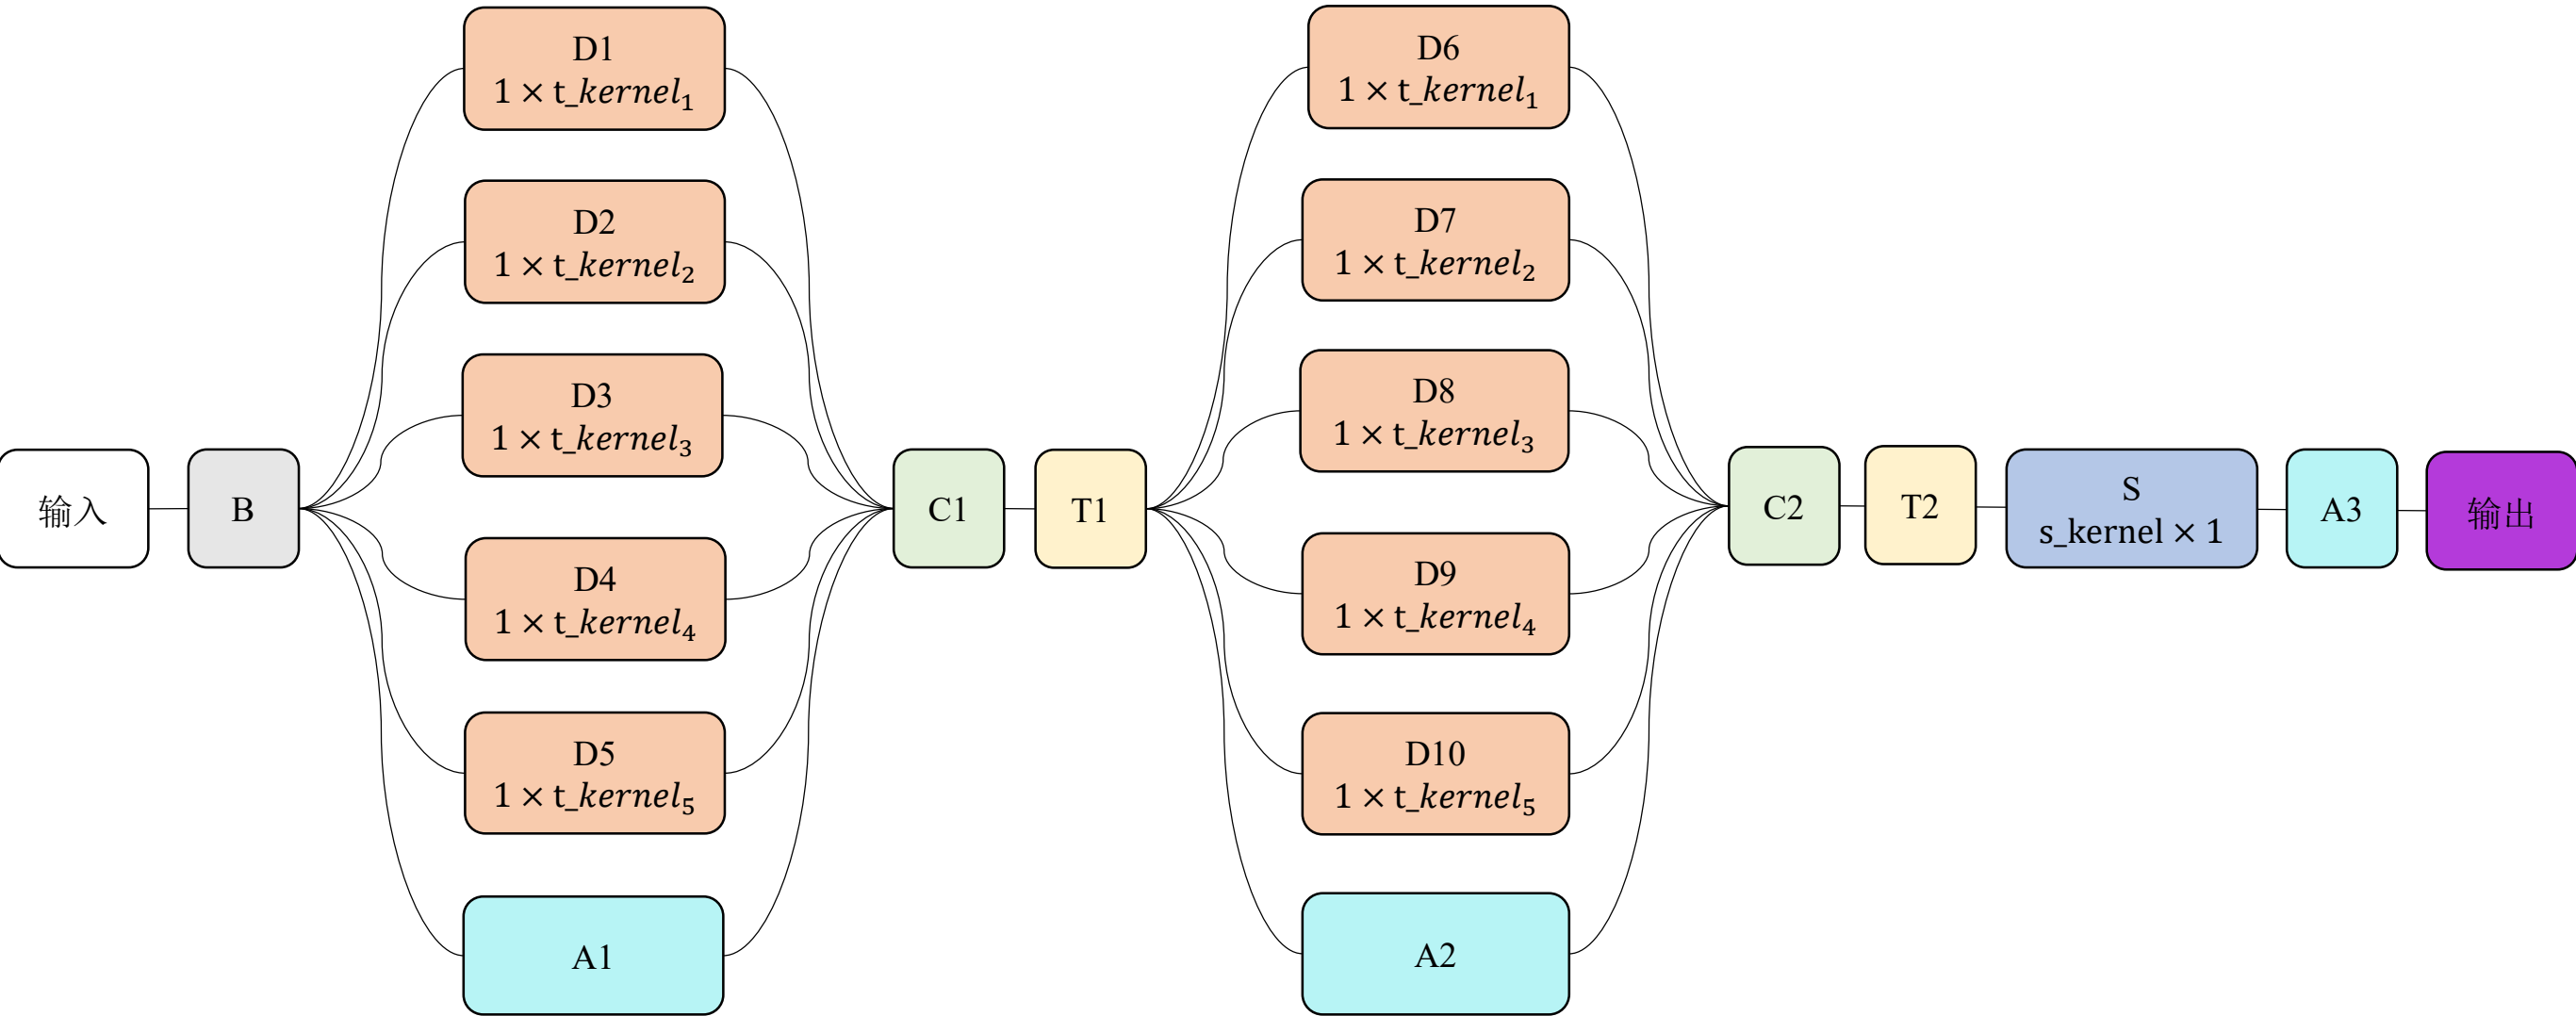 输入
B
D1
1 × t_kernel₁
D2
1 × t_kernel₂
D3
1 × t_kernel₃
D4
1 × t_kernel₄
D5
1 × t_kernel₅
A1
C1
T1
D6
1 × t_kernel₁
D7
1 × t_kernel₂
D8
1 × t_kernel₃
D9
1 × t_kernel₄
D10
1 × t_kernel₅
A2
C2
T2
S
s_kernel × 1
A3
输出